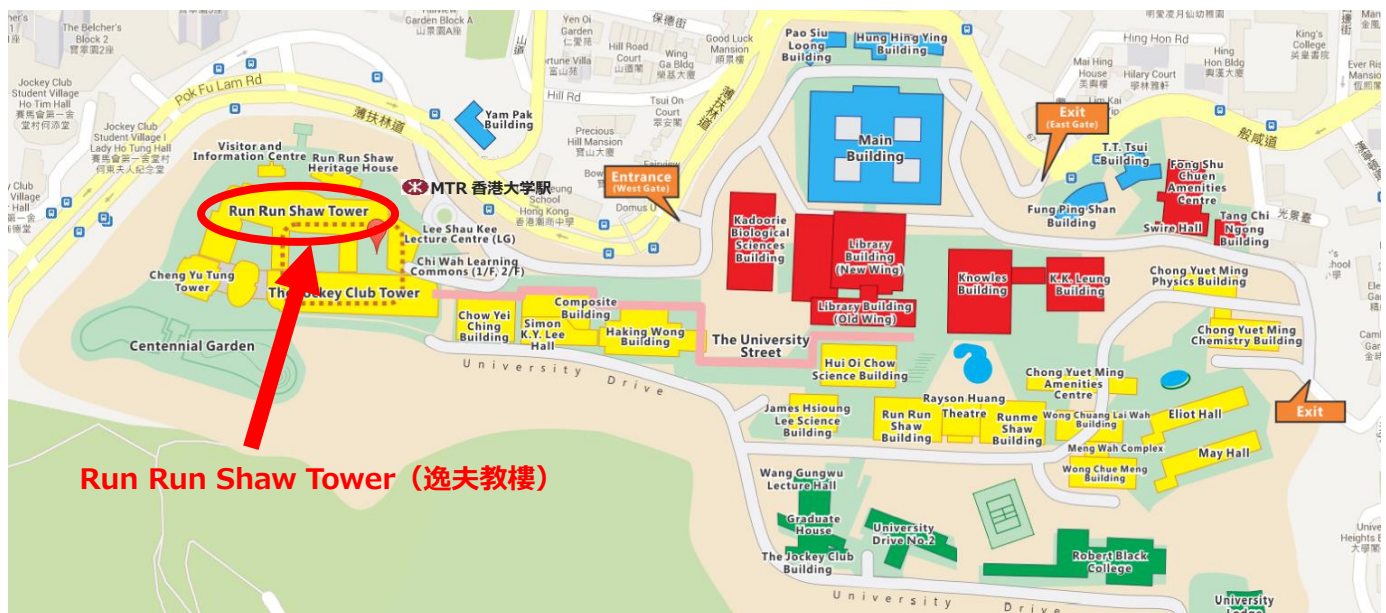 The Belcher's
Block 2
寶翠園2座
Garden Block A
山景園A座
Yen Oi
Garden
仁愛苑
保德街
Hill Road
Court
山道閣
Wing
Ga Bldg
榮基大廈
Good Luck
Mansion
順景樓
山道
Fortune Villa
富山苑
Hill Rd
Tsui On
Court
翠安閣
Precious
Hill Mansion
寶山大廈
薄扶林道
Pok Fu Lam Rd
薄扶林道
Jockey Club
Student Village
Ho Tim Hall
賽馬會第一舍
堂村何添堂
Jockey Club
Student Village I
Lady Ho Tung Hall
賽馬會第一舍堂村
何東夫人紀念堂
Yam Pak
Building
Pao Siu
Loong
Building
Hung Hing Ying
Building
Main
Building
Hing Hon Rd
Mai Hing
House
美興樓
Hilary Court
學林雅軒
Hing
Hon Bldg
興漢大廈
King's
College
英皇書院
Exit
(East Gate)
般咸道
T.T. Tsui
Building
Fong Shu
Chuen
Amenities
Centre
Fung Ping Shan
Building
Swire Hall
Tang Chi
Ngong
Building
光景臺
Visitor and
Information Centre
Run Run Shaw
Heritage House
MTR 香港大学駅
School
Hong Kong
Entrance
(West Gate)
Run Run Shaw Tower
Lee Shau Kee
Lecture Centre (LG)
Chi Wah Learning
Commons (1/F, 2/F)
Cheng Yu Tung
Tower
The Jockey Club Tower
Centennial Garden
Kadoorie
Biological
Sciences
Building
Library
Building
(New Wing)
Library Building
(Old Wing)
Knowles
Building
K.K. Leung
Building
Chong Yuet Ming
Physics Building
Chong Yuet Ming
Chemistry Building
Chow Yei
Ching
Building
Composite
Building
Simon
K.Y. Lee
Hall
Haking Wong
Building
The University
Street
Hui Oi Chow
Science Building
University Drive
James Hsioung
Lee Science
Building
Run Run
Shaw
Building
Rayson Huang
Theatre
Runme
Shaw
Building
Chong Yuet Ming
Amenities
Centre
Wong Chuang Lai Wah
Building
Meng Wah Complex
Wong Chue Meng
Building
Eliot Hall
May Hall
Exit
Run Run Shaw Tower（逸夫教樓）
Wang Gungwu
Lecture Hall
Graduate
House
The Jockey Club
Building
University
Drive No.2
Robert Black
College
University Drive
University
Lodge